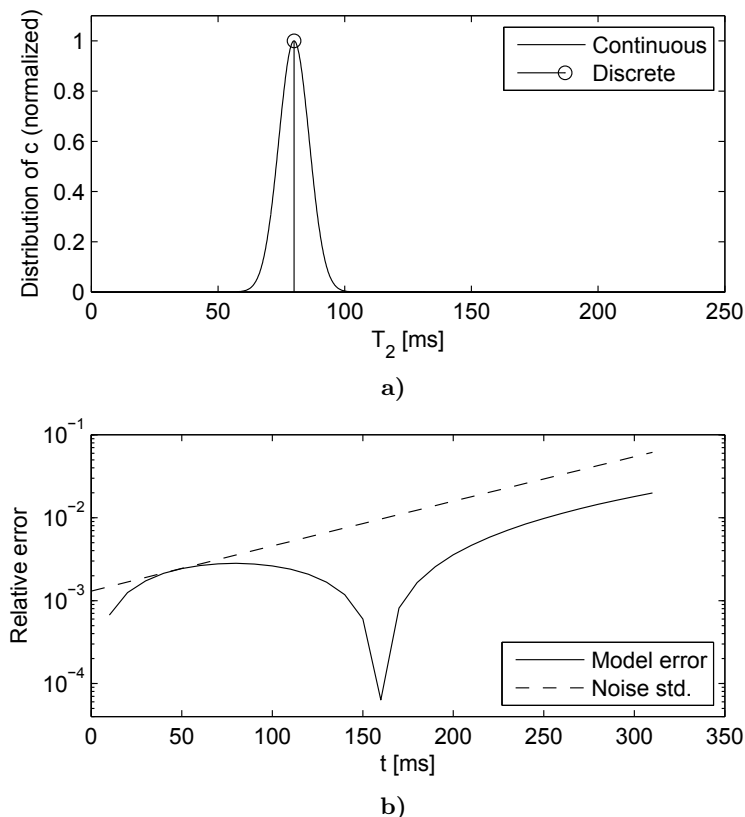 1
0.8
0.6
0.4
0.2
0
Distribution of c (normalized)
Continuous
Discrete
0 50 100 150 200 250
T_2 [ms]
a)
10^-1
10^-2
10^-3
10^-4
Relative error
Model error
Noise std.
0 50 100 150 200 250 300 350
t [ms]
b)